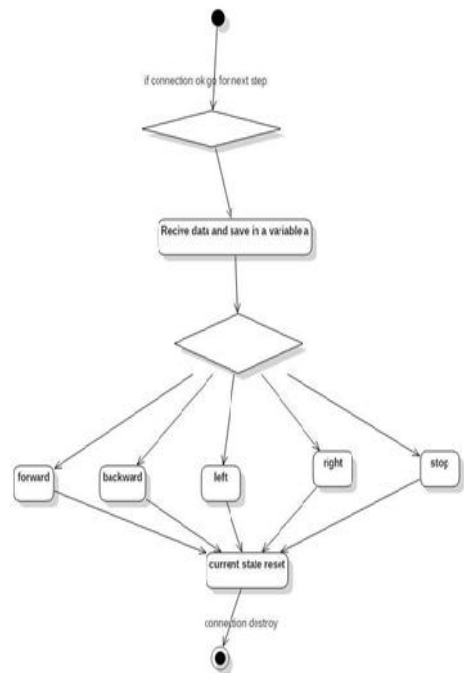 if connection ok go for next step
Recive data and save in a variable a
forward
backward
left
right
stop
current state reset
connection destroy